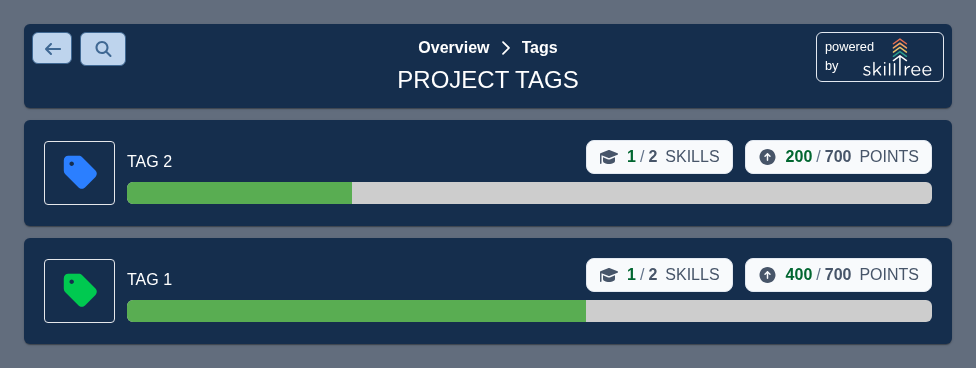 Overview > Tags
PROJECT TAGS
powered
by
skilltree
TAG 2
1 / 2 SKILLS
200 / 700 POINTS
TAG 1
1 / 2 SKILLS
400 / 700 POINTS